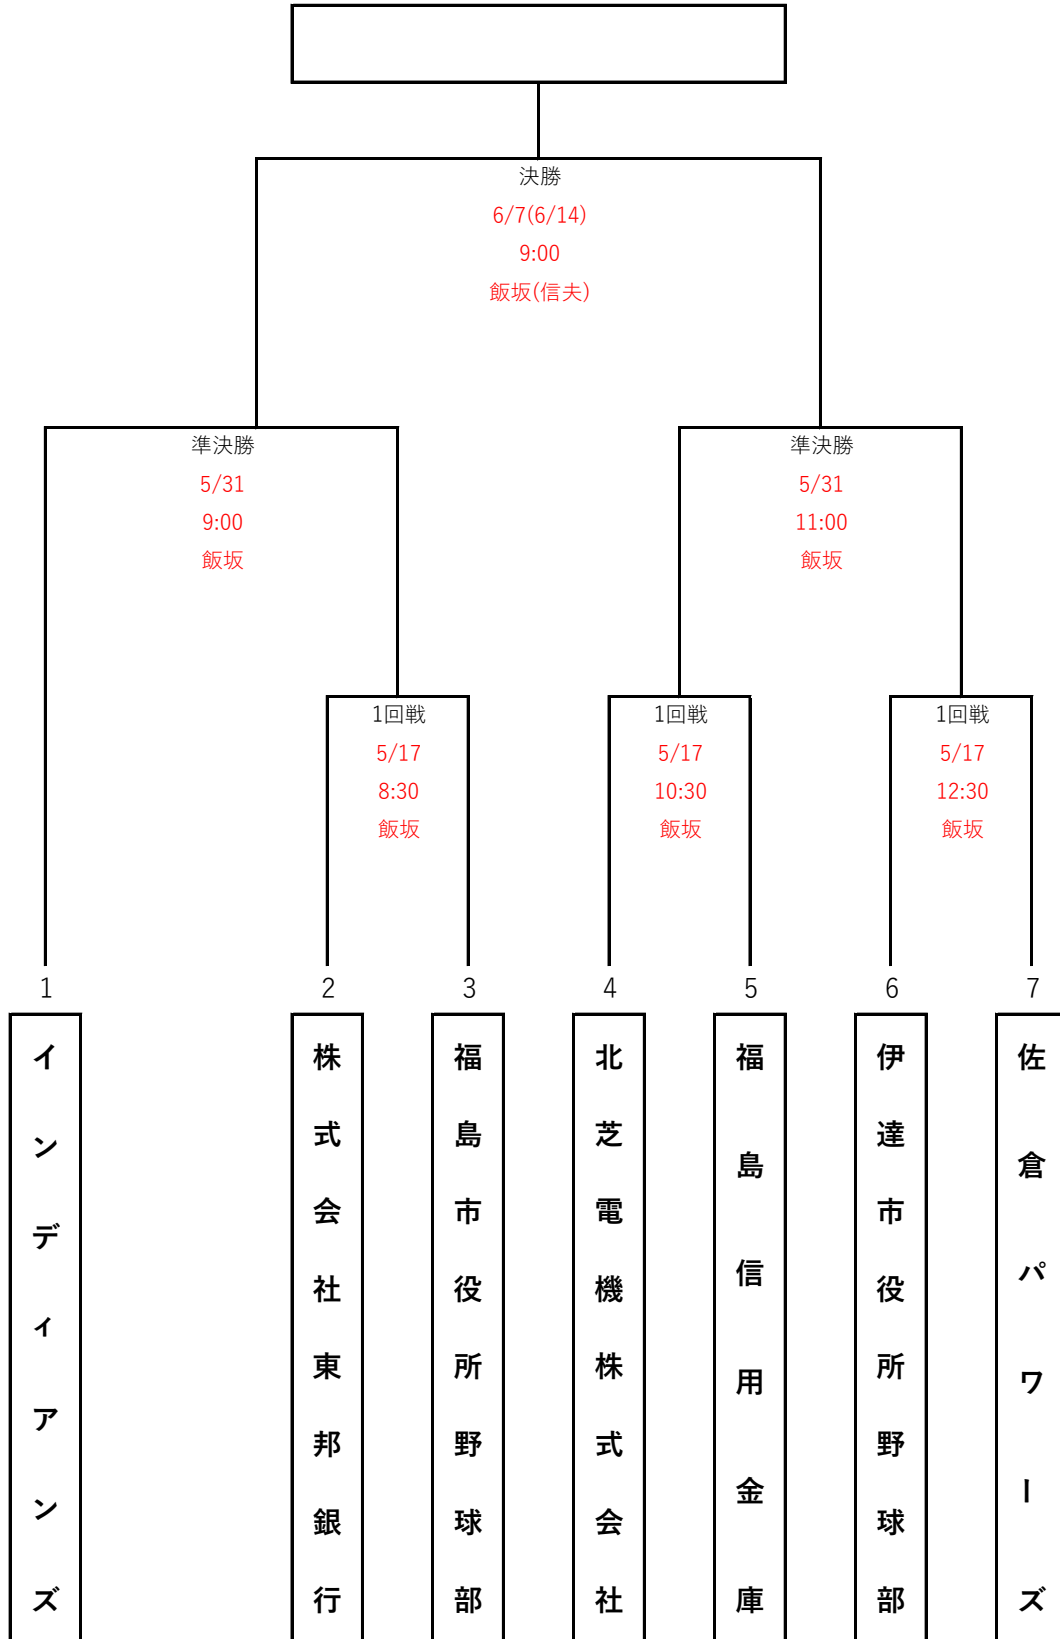 決勝
6/7(6/14)
9:00
飯坂(信夫)
準決勝
5/31
9:00
飯坂
準決勝
5/31
11:00
飯坂
1回戦
5/17
8:30
飯坂
1回戦
5/17
10:30
飯坂
1回戦
5/17
12:30
飯坂
1
2
3
4
5
6
7
インディアンズ
株式会社東邦銀行
福島市役所野球部
北芝電機株式会社
福島信用金庫
伊達市役所野球部
佐倉パワーズ